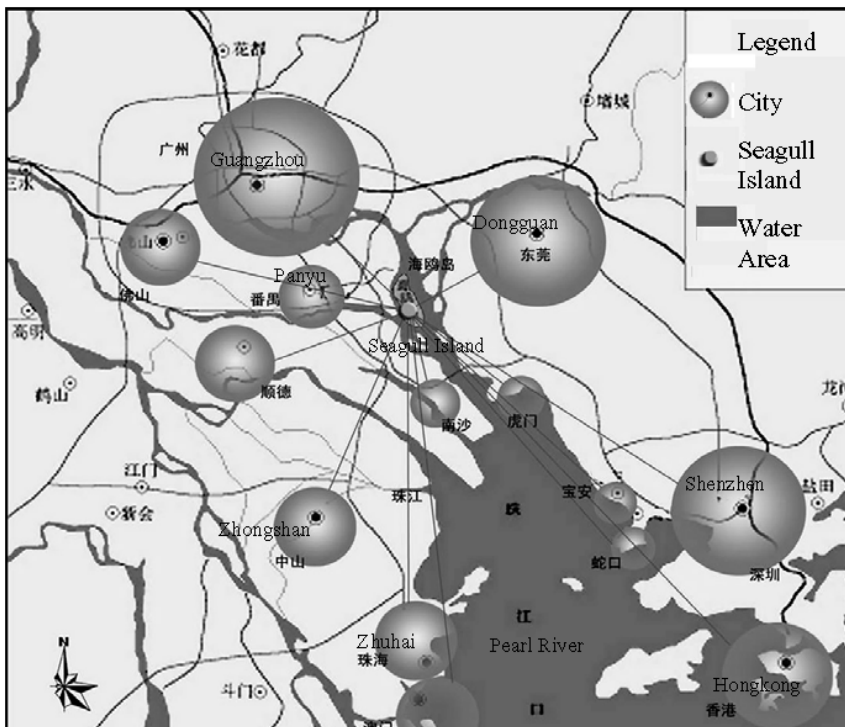 Legend
花都
City
增城
广州
Guangzhou
Seagull
Island
三水
Dongguan
东莞
Water
Area
山
海鸥岛
Panyu
佛山
番禺
高明
Seagull Island
鹤山
顺德
南沙
虎门
江门
珠江
宝安
Shenzhen
盐田
新会
Zhongshan
皖
中山
蛇口
深圳
N
江
Zhuhai
Pearl River
珠海
Hongkong
斗门
香港
口